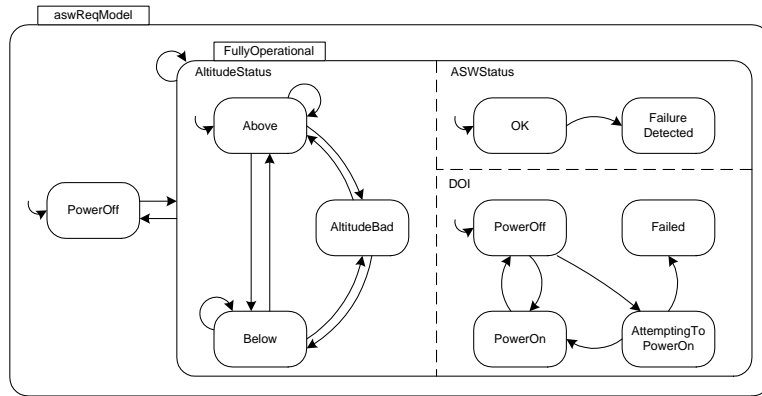 aswReqModel
FullyOperational
AltitudeStatus
ASWStatus
Above
OK
Failure
Detected
DOI
PowerOff
AltitudeBad
PowerOff
Failed
Below
PowerOn
AttemptingTo
PowerOn